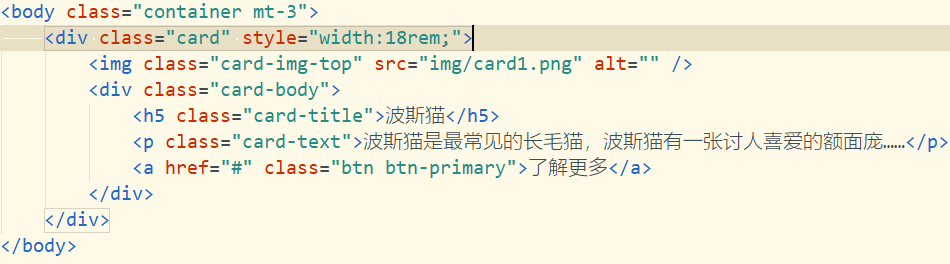 <body class="container mt-3">
<div class="card" style="width:18rem;">
<img class="card-img-top" src="img/card1.png" alt="" />
<div class="card-body">
<h5 class="card-title">波斯猫</h5>
<p class="card-text">波斯猫是最常见的长毛猫，波斯猫有一张讨人喜爱的额面庞……</p>
<a href="#" class="btn btn-primary">了解更多</a>
</div>
</div>
</body>